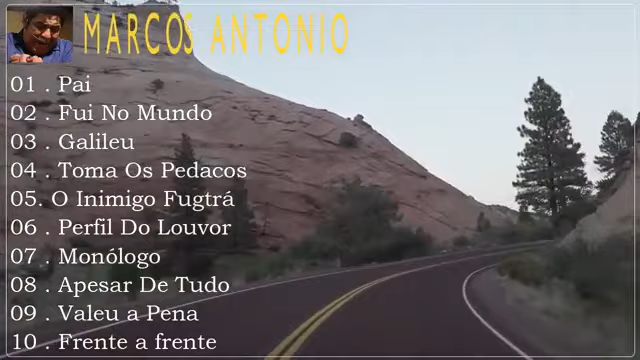 MARCOS ANTONIO
01 . Pai
02 . Fui No Mundo
03 . Galileu
04 . Toma Os Pedacos
05. O Inimigo Fugtrá
06 . Perfil Do Louvor
07 . Monólogo
08 . Apesar De Tudo
09 . Valeu a Pena
10 . Frente a frente